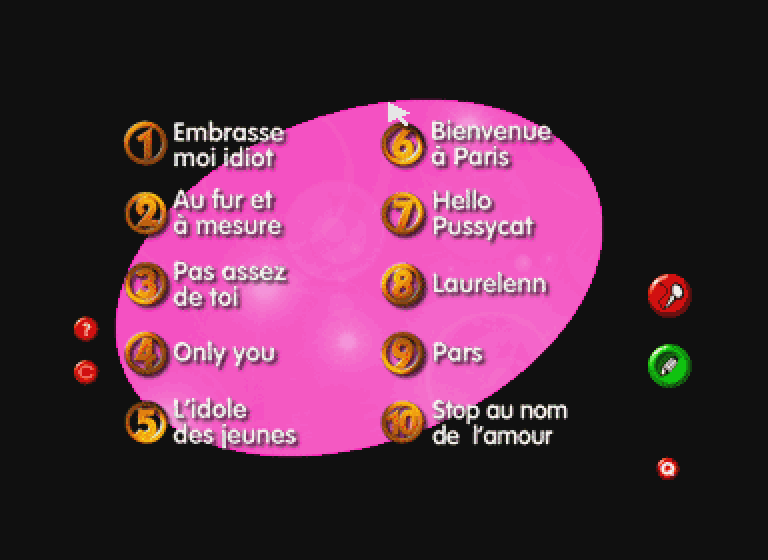 1 Embrasse
moi idiot
2 Au fur et
à mesure
3 Pas assez
de toi
4 Only you
5 L'idole
des jeunes
6 Bienvenue
à Paris
7 Hello
Pussycat
8 Laurelenn
9 Pars
10 Stop au nom
de l'amour
?
C
Q